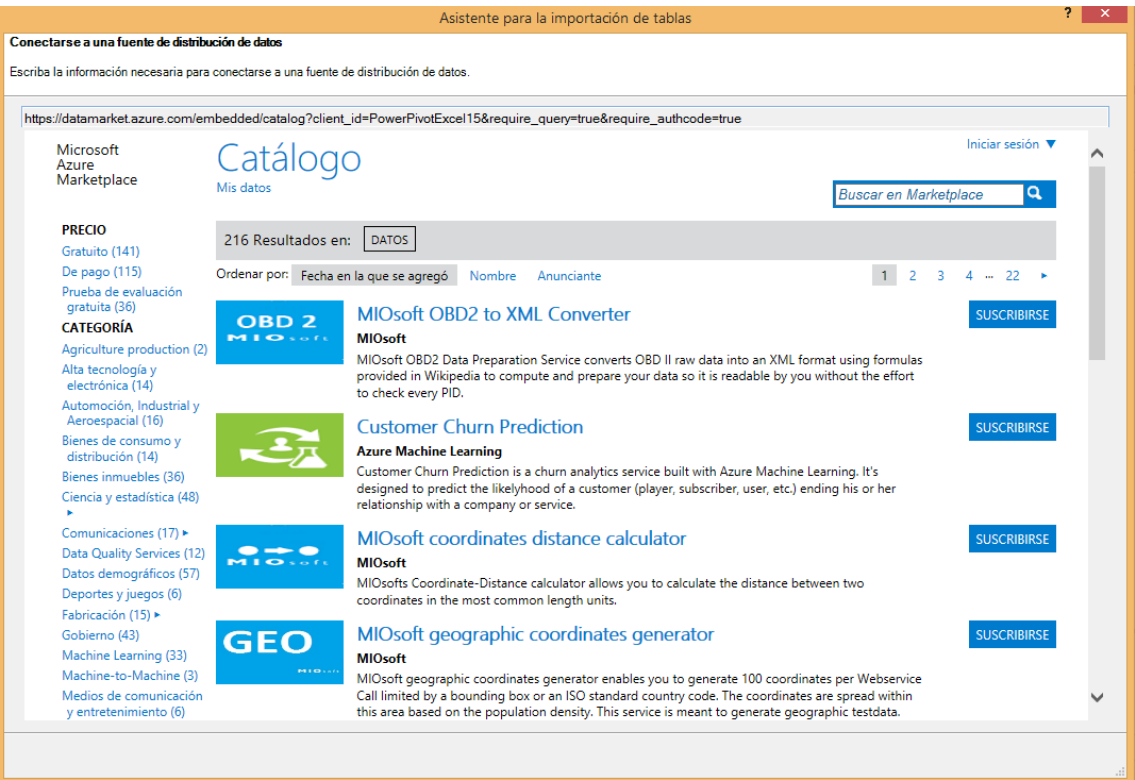 Asistente para la importación de tablas
?
×
Conectarse a una fuente de distribución de datos
Escriba la información necesaria para conectarse a una fuente de distribución de datos.
https://datamarket.azure.com/embedded/catalog?client_id=PowerPivotExcel15&require_query=true&require_authcode=true
Microsoft
Azure
Marketplace
Catálogo
Mis datos
Iniciar sesión ▼
Buscar en Marketplace
PRECIO
Gratuito (141)
De pago (115)
Prueba de evaluación
gratuita (36)
CATEGORÍA
Agriculture production (2)
Alta tecnología y
electrónica (14)
Automoción, Industrial y
Aeroespacial (16)
Bienes de consumo y
distribución (14)
Bienes inmuebles (36)
Ciencia y estadística (48)
►
Comunicaciones (17) ►
Data Quality Services (12)
Datos demográficos (57)
Deportes y juegos (6)
Fabricación (15) ►
Gobierno (43)
Machine Learning (33)
Machine-to-Machine (3)
Medios de comunicación
y entretenimiento (6)
216 Resultados en: DATOS
Ordenar por: Fecha en la que se agregó Nombre Anunciante
1 2 3 4 ... 22 ►
OBD 2
MIOsoft
MIOsoft OBD2 to XML Converter
SUSCRIBIRSE
MIOsoft
MIOsoft OBD2 Data Preparation Service converts OBD II raw data into an XML format using formulas
provided in Wikipedia to compute and prepare your data so it is readable by you without the effort
to check every PID.
Customer Churn Prediction
SUSCRIBIRSE
Azure Machine Learning
Customer Churn Prediction is a churn analytics service built with Azure Machine Learning. It's
designed to predict the likelyhood of a customer (player, subscriber, user, etc.) ending his or her
relationship with a company or service.
MIOsoft
MIOsoft coordinates distance calculator
SUSCRIBIRSE
MIOsoft
MIOsofts Coordinate-Distance calculator allows you to calculate the distance between two
coordinates in the most common length units.
GEO
MIOsoft
MIOsoft geographic coordinates generator
SUSCRIBIRSE
MIOsoft
MIOsoft geographic coordinates generator enables you to generate 100 coordinates per Webservice
Call limited by a bounding box or an ISO standard country code. The coordinates are spread within
this area based on the population density. This service is meant to generate geographic testdata.